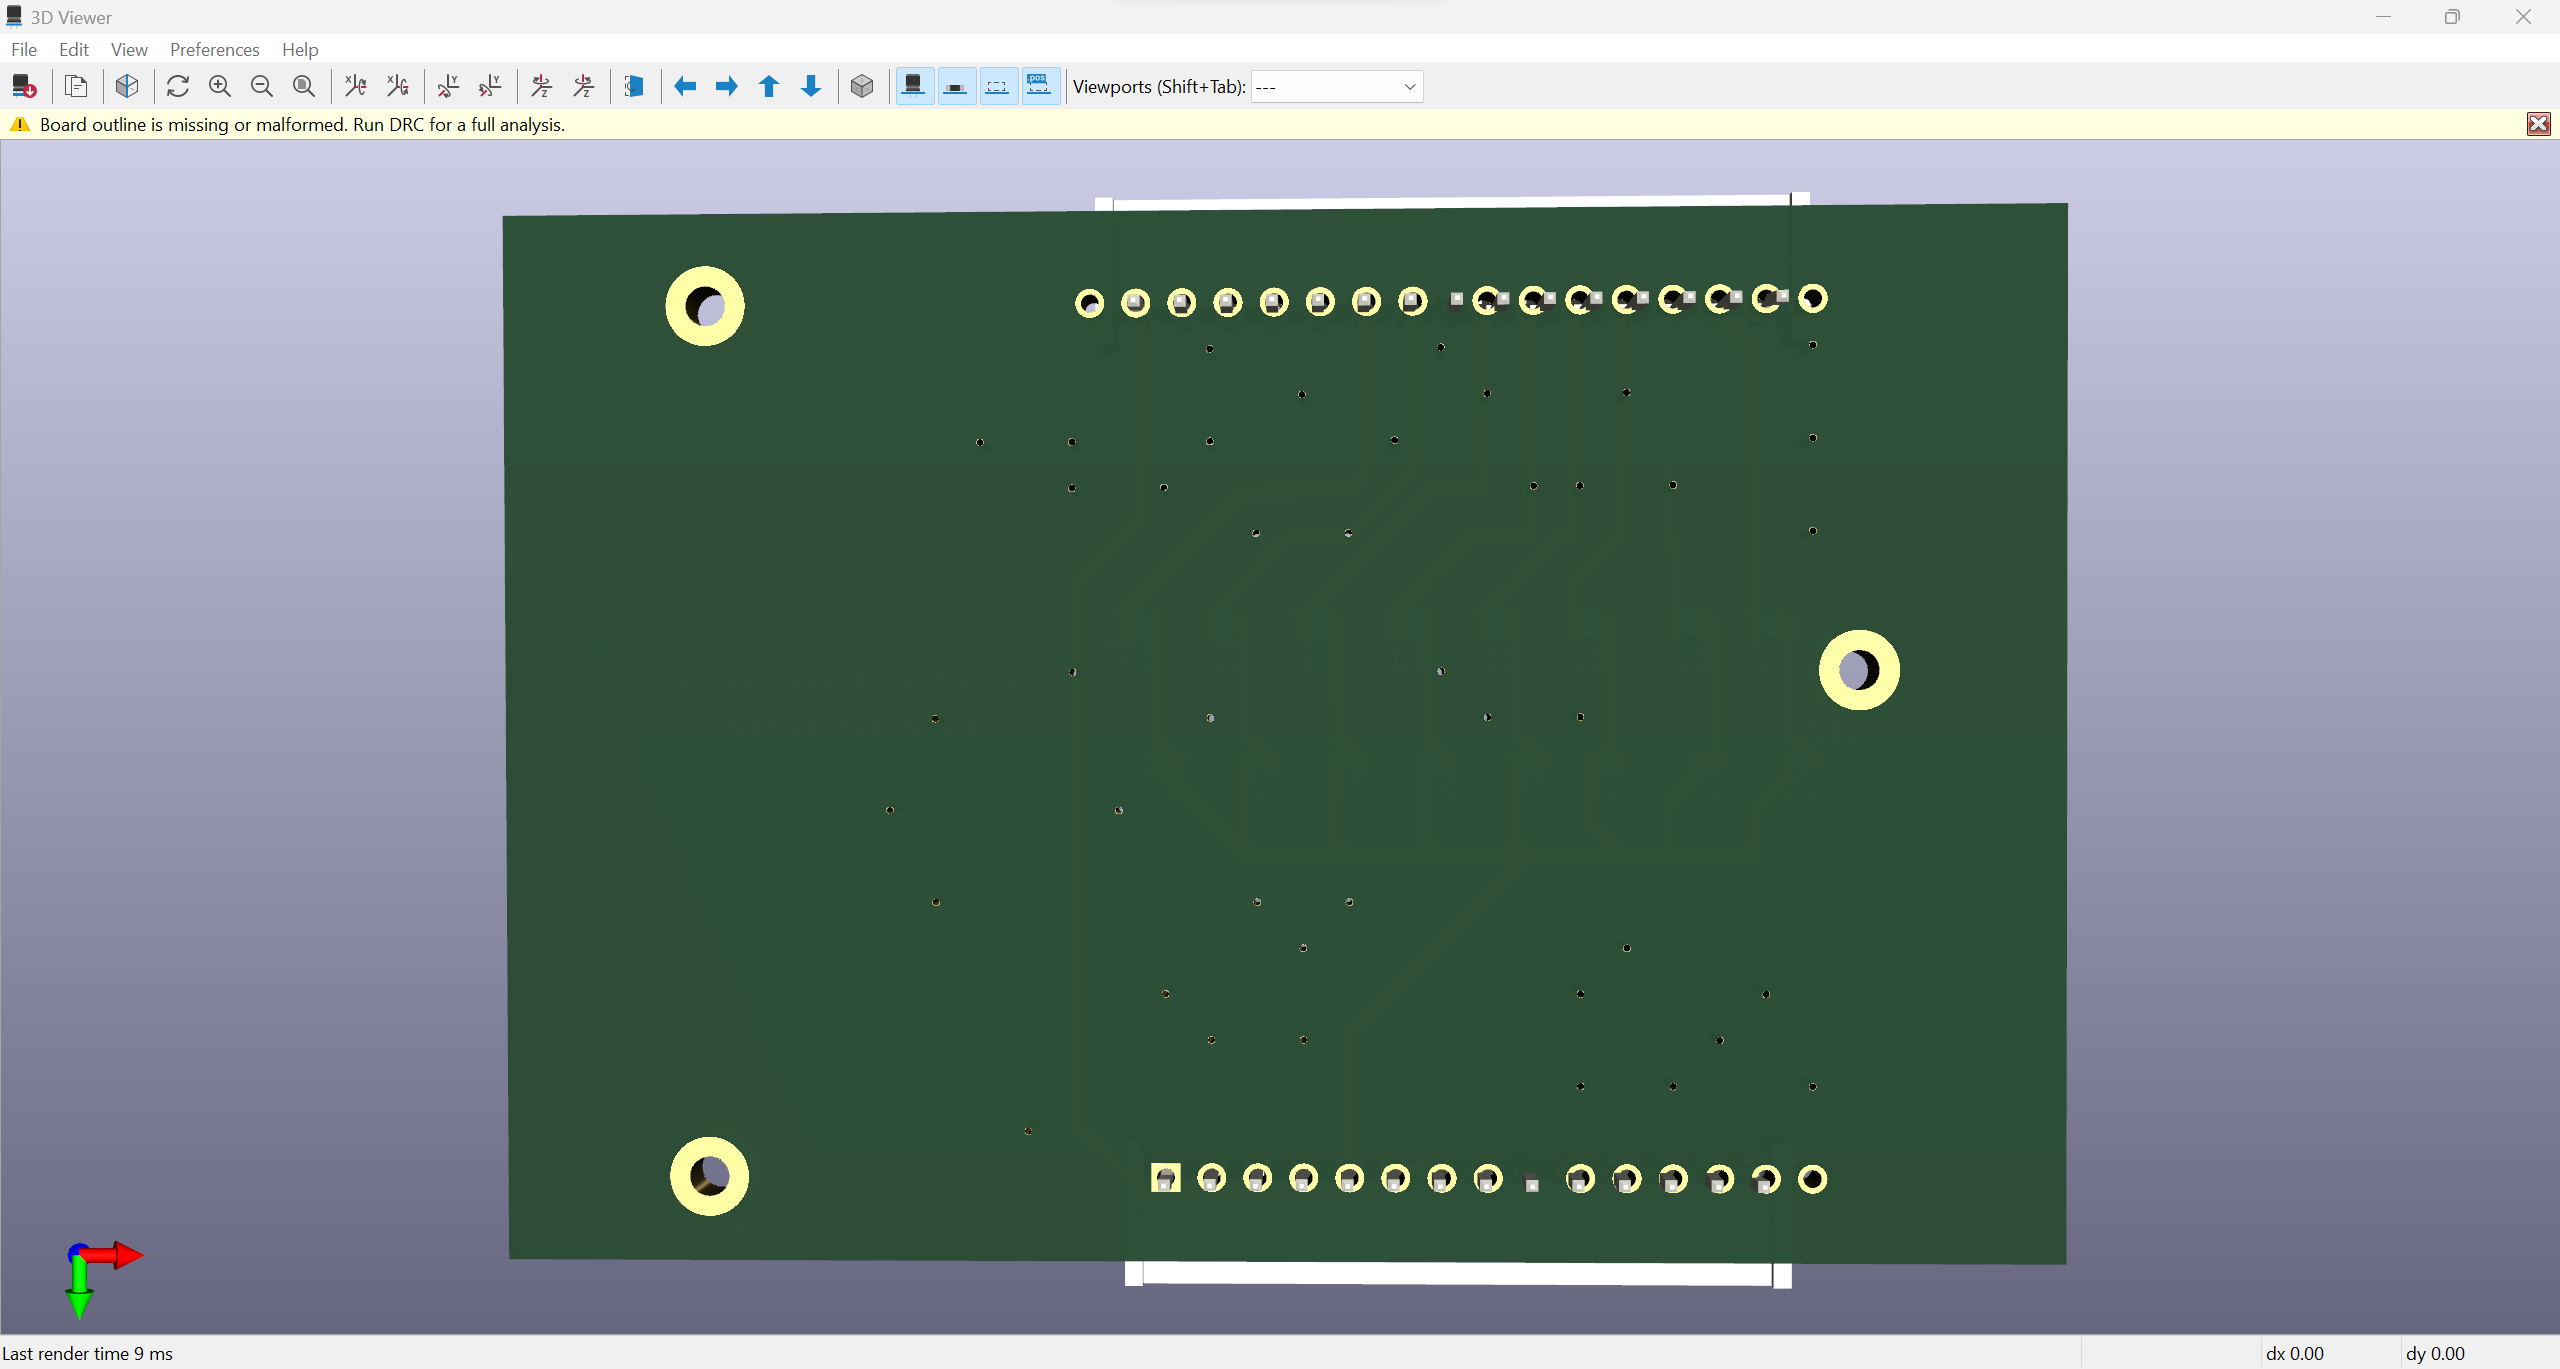 3D Viewer
File Edit View Preferences Help
Viewports (Shift+Tab): ---
Board outline is missing or malformed. Run DRC for a full analysis.
Last render time 9 ms
dx 0.00
dy 0.00